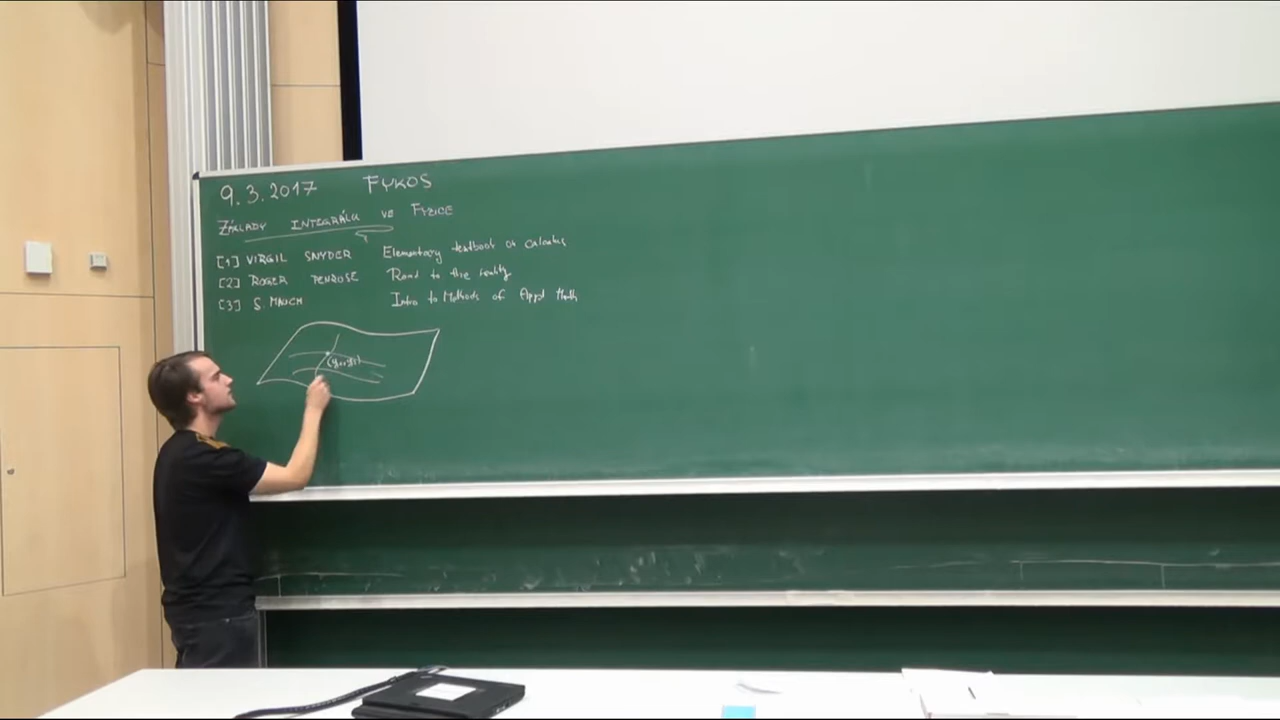 9.3.2017 FYKOS
ZÁKLADY INTEGRÁLU VE FYZICE
[1] VIRGIL SNYDER Elementary textbook on Calculus
[2] ROGER PENROSE Road to the reality
[3] S. MAUCH Intro to Methods of Appl Math